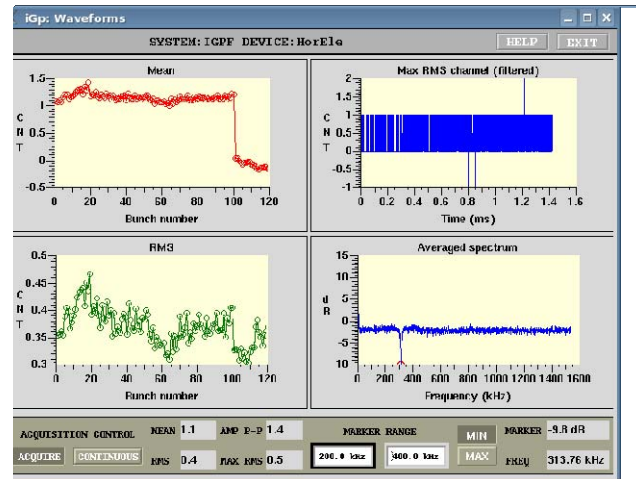 iGp: Waveforms
SYSTEM:IGPF DEVICE:HorEle
HELP
EXIT
Mean
1.5
1
0.5
0
-0.5
C
N
T
0 20 40 60 80 100 120
Bunch number
Max RMS channel (filtered)
2
1.5
1
0.5
0
-0.5
-1
C
N
T
0 0.2 0.4 0.6 0.8 1 1.2 1.4 1.6
Time (ms)
RMS
0.5
0.45
0.4
0.35
0.3
C
N
T
0 20 40 60 80 100 120
Bunch number
Averaged spectrum
15
10
5
0
-5
10
d
B
0 200 400 600 800 1000 1200 1400 1600
Frequency (kHz)
ACQUISITION CONTROL
ACQUIRE
CONTINUOUS
MEAN 1.1
AMP P-P 1.4
RMS 0.4
MAX RMS 0.5
MARKER RANGE
200.0 kHz
400.0 kHz
MIN
MAX
MARKER -9.8 dR
FREQ 313.76 kHz